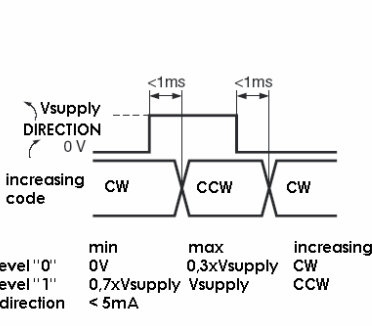 <1ms <1ms
Vsupply
DIRECTION
0 V
increasing code
CW CCW CW
min max increasing
evel "0" 0V 0,3xVsupply CW
evel "1" 0,7xVsupply Vsupply CCW
direction < 5mA